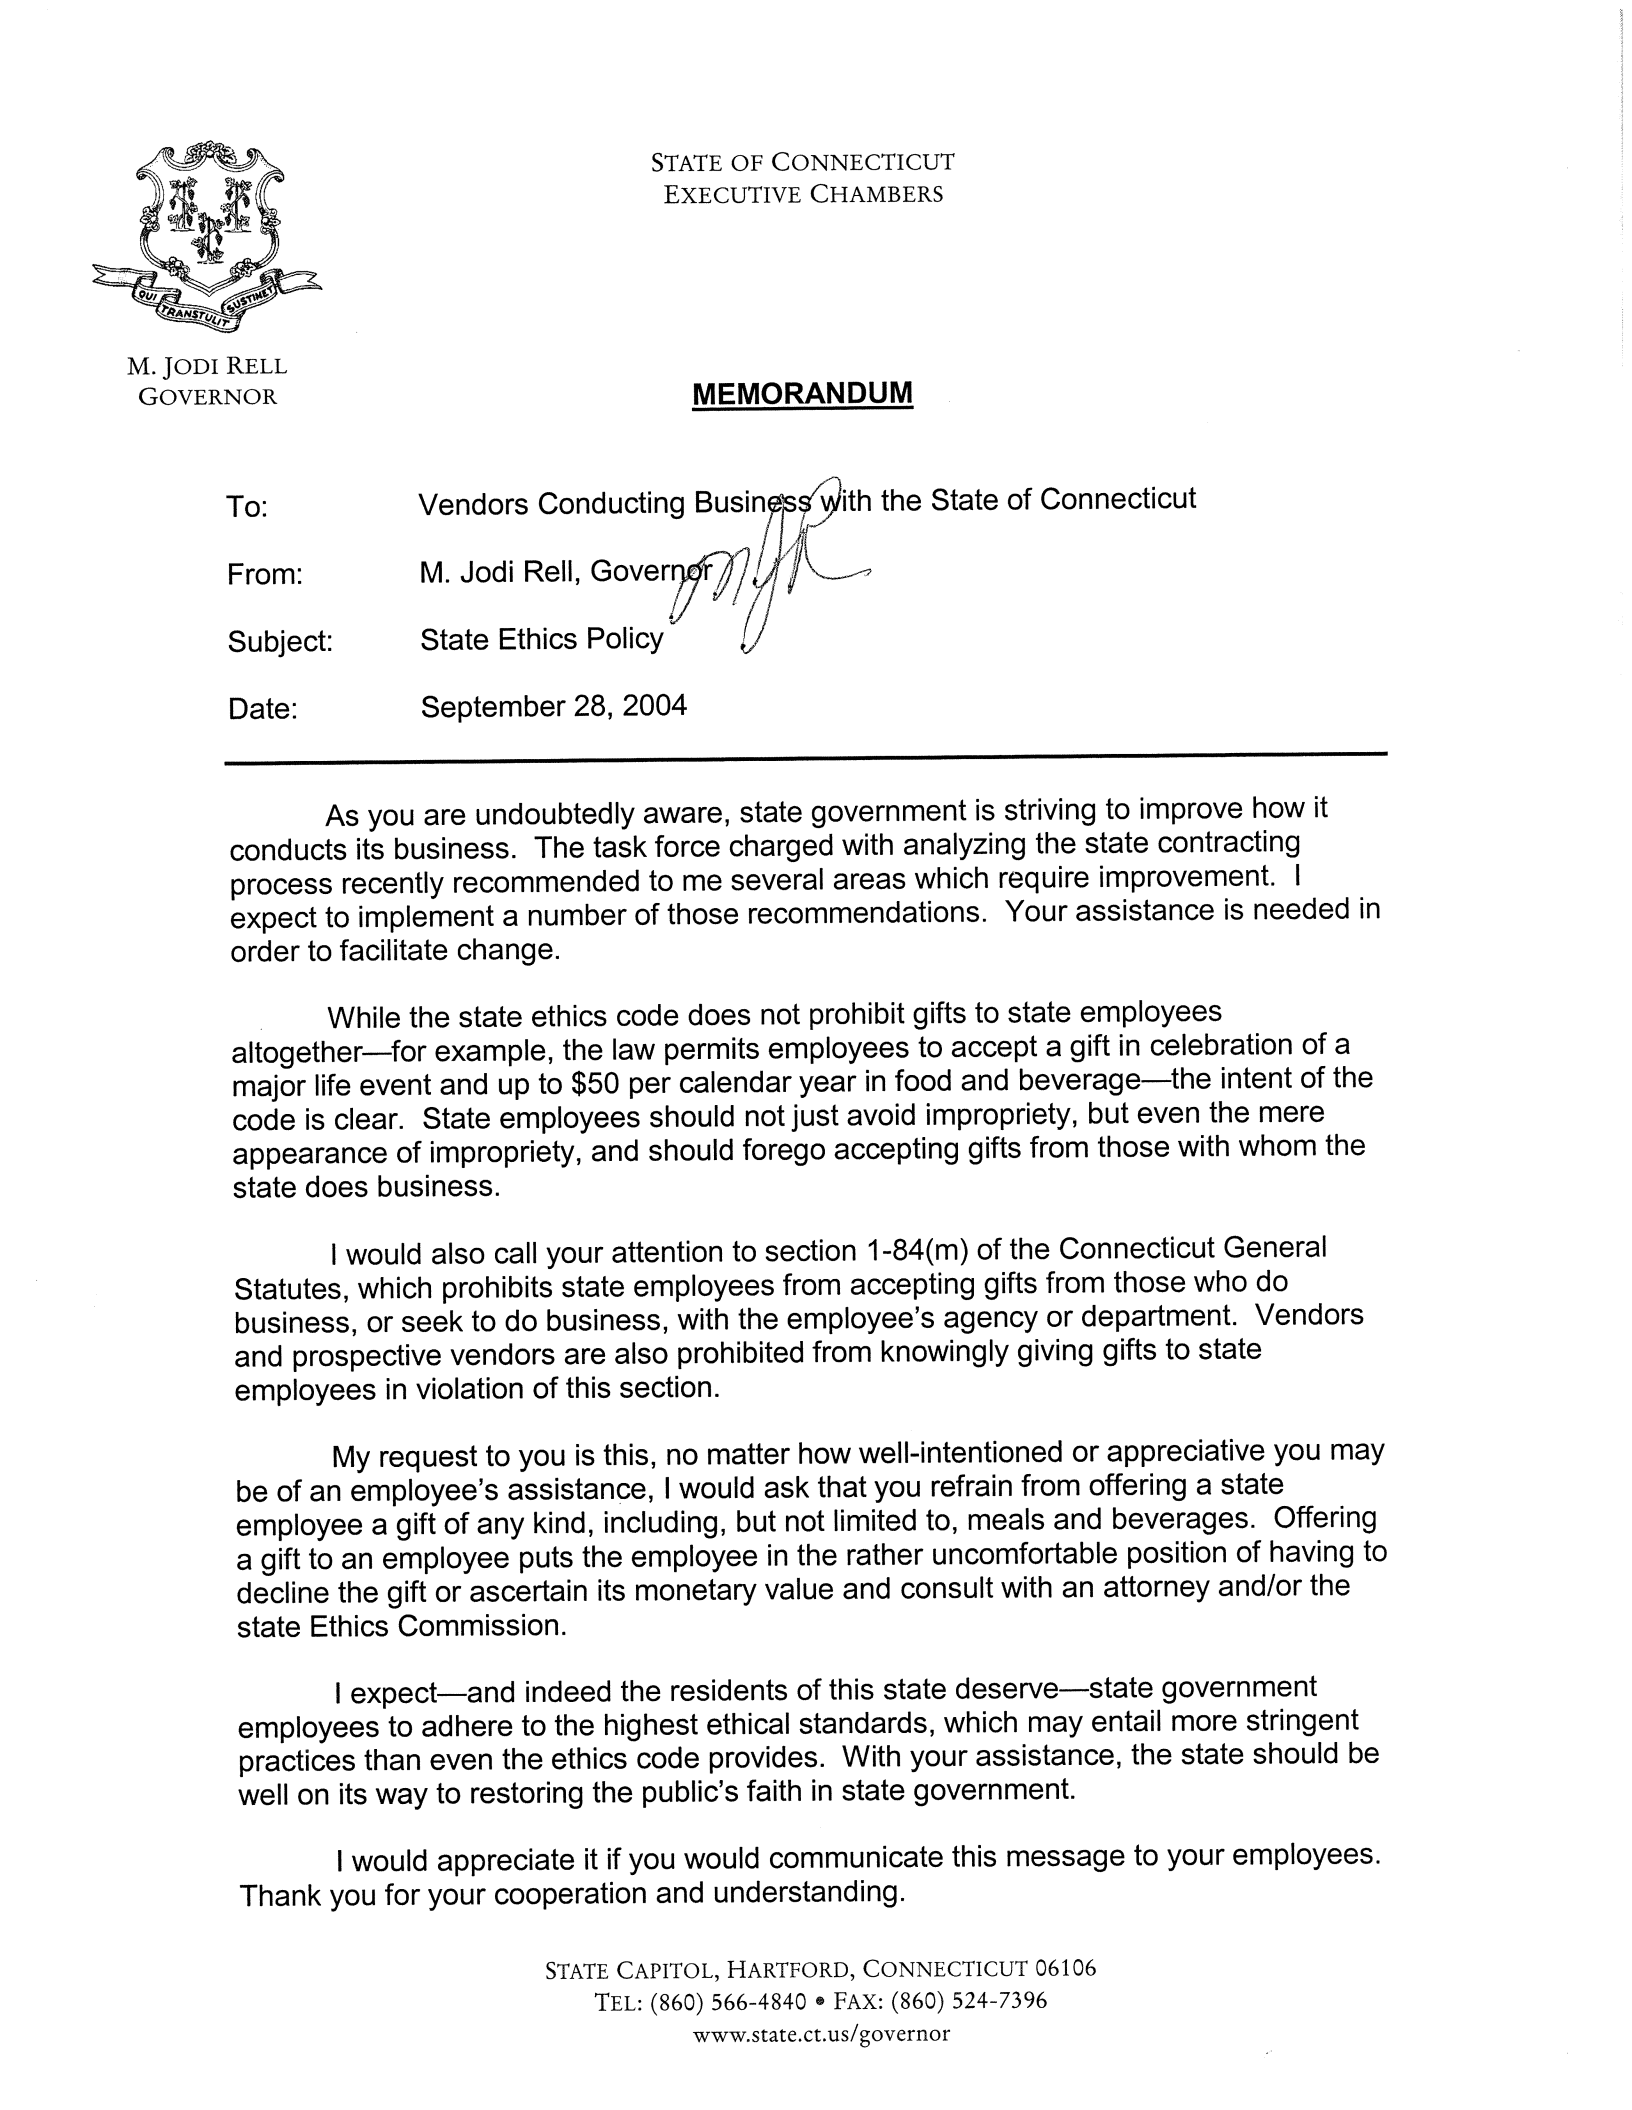 STATE OF CONNECTICUT
EXECUTIVE CHAMBERS
QUI TRANSTULIT SUSTINET
M. JODI RELL
GOVERNOR
MEMORANDUM
To: Vendors Conducting Business with the State of Connecticut
From: M. Jodi Rell, Governor MJR
Subject: State Ethics Policy
Date: September 28, 2004
As you are undoubtedly aware, state government is striving to improve how it
conducts its business. The task force charged with analyzing the state contracting
process recently recommended to me several areas which require improvement. I
expect to implement a number of those recommendations. Your assistance is needed in
order to facilitate change.
While the state ethics code does not prohibit gifts to state employees
altogether—for example, the law permits employees to accept a gift in celebration of a
major life event and up to $50 per calendar year in food and beverage—the intent of the
code is clear. State employees should not just avoid impropriety, but even the mere
appearance of impropriety, and should forego accepting gifts from those with whom the
state does business.
I would also call your attention to section 1-84(m) of the Connecticut General
Statutes, which prohibits state employees from accepting gifts from those who do
business, or seek to do business, with the employee's agency or department. Vendors
and prospective vendors are also prohibited from knowingly giving gifts to state
employees in violation of this section.
My request to you is this, no matter how well-intentioned or appreciative you may
be of an employee's assistance, I would ask that you refrain from offering a state
employee a gift of any kind, including, but not limited to, meals and beverages. Offering
a gift to an employee puts the employee in the rather uncomfortable position of having to
decline the gift or ascertain its monetary value and consult with an attorney and/or the
state Ethics Commission.
I expect—and indeed the residents of this state deserve—state government
employees to adhere to the highest ethical standards, which may entail more stringent
practices than even the ethics code provides. With your assistance, the state should be
well on its way to restoring the public's faith in state government.
I would appreciate it if you would communicate this message to your employees.
Thank you for your cooperation and understanding.
STATE CAPITOL, HARTFORD, CONNECTICUT 06106
TEL: (860) 566-4840 • FAX: (860) 524-7396
www.state.ct.us/governor